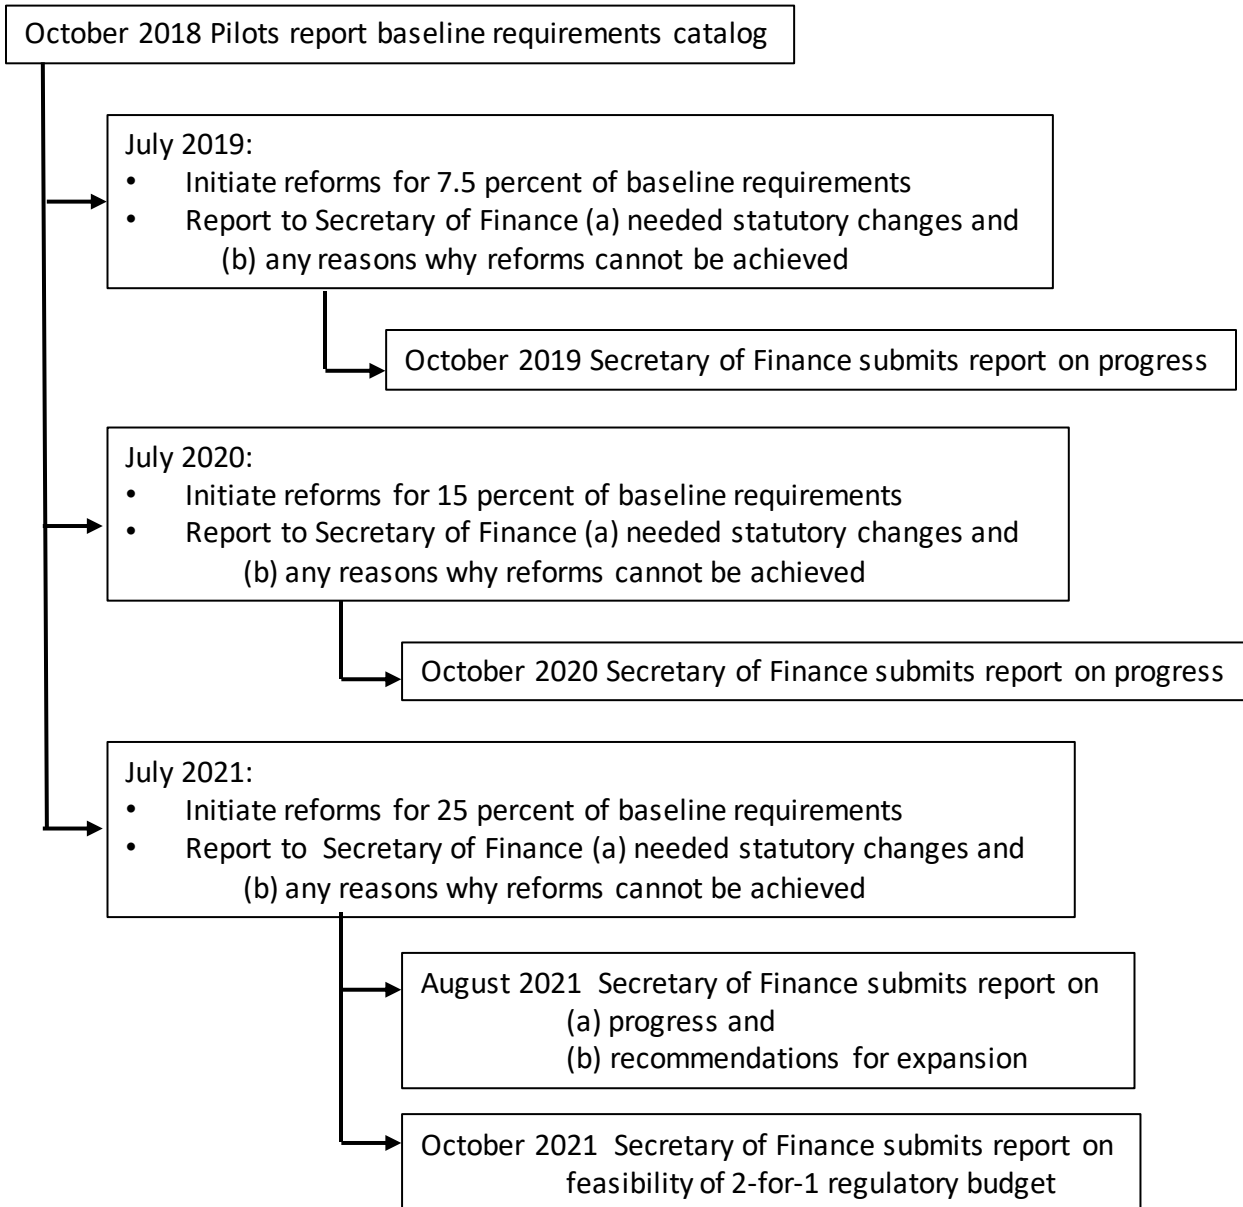 October 2018 Pilots report baseline requirements catalog
July 2019:
• Initiate reforms for 7.5 percent of baseline requirements
• Report to Secretary of Finance (a) needed statutory changes and
(b) any reasons why reforms cannot be achieved
October 2019 Secretary of Finance submits report on progress
July 2020:
• Initiate reforms for 15 percent of baseline requirements
• Report to Secretary of Finance (a) needed statutory changes and
(b) any reasons why reforms cannot be achieved
October 2020 Secretary of Finance submits report on progress
July 2021:
• Initiate reforms for 25 percent of baseline requirements
• Report to Secretary of Finance (a) needed statutory changes and
(b) any reasons why reforms cannot be achieved
August 2021 Secretary of Finance submits report on
(a) progress and
(b) recommendations for expansion
October 2021 Secretary of Finance submits report on
feasibility of 2-for-1 regulatory budget